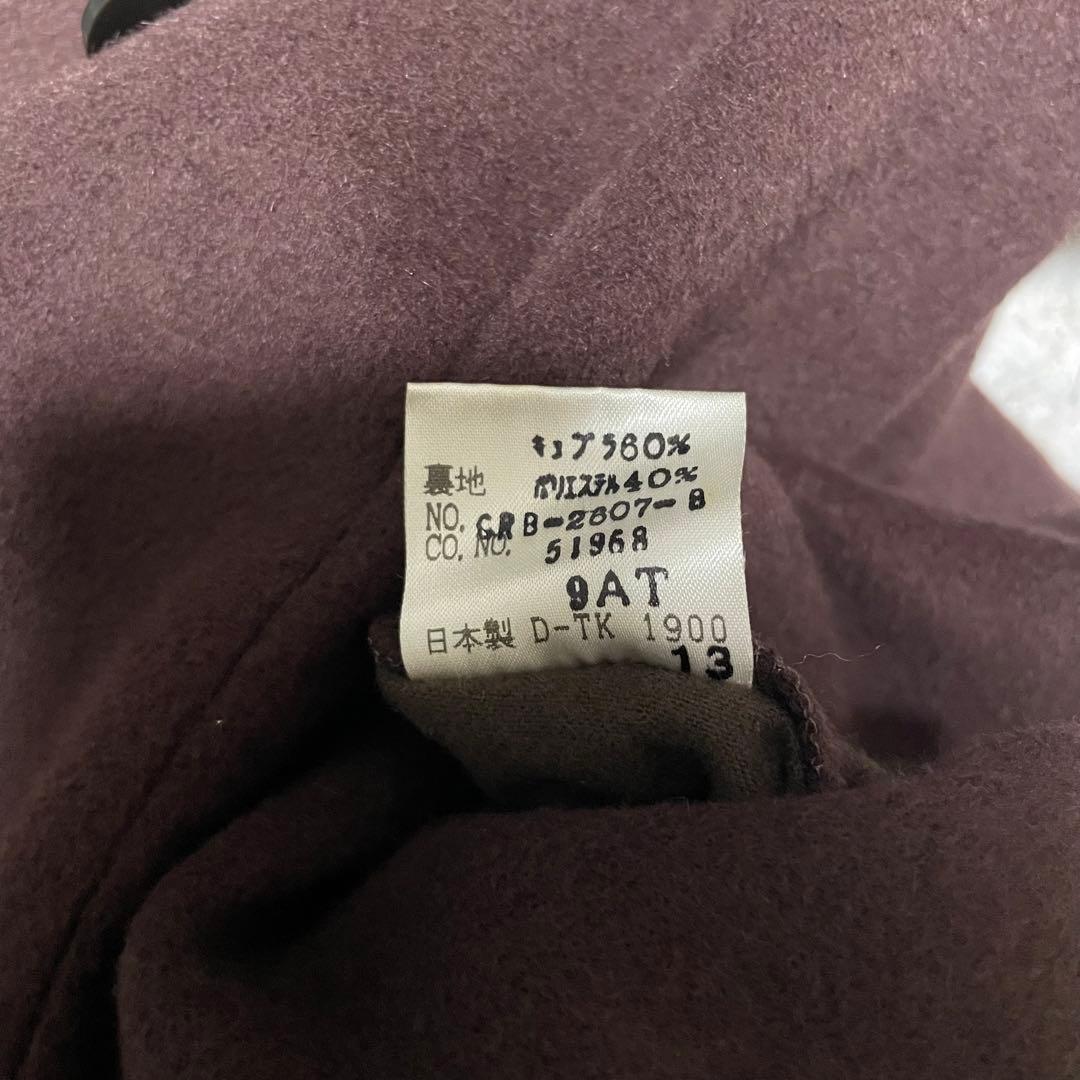 キュプラ60%
裏地 ポリエステル40%
NO. CRB-2607-B
CO. NO. 51968
9AT
日本製 D-TK 1900
13